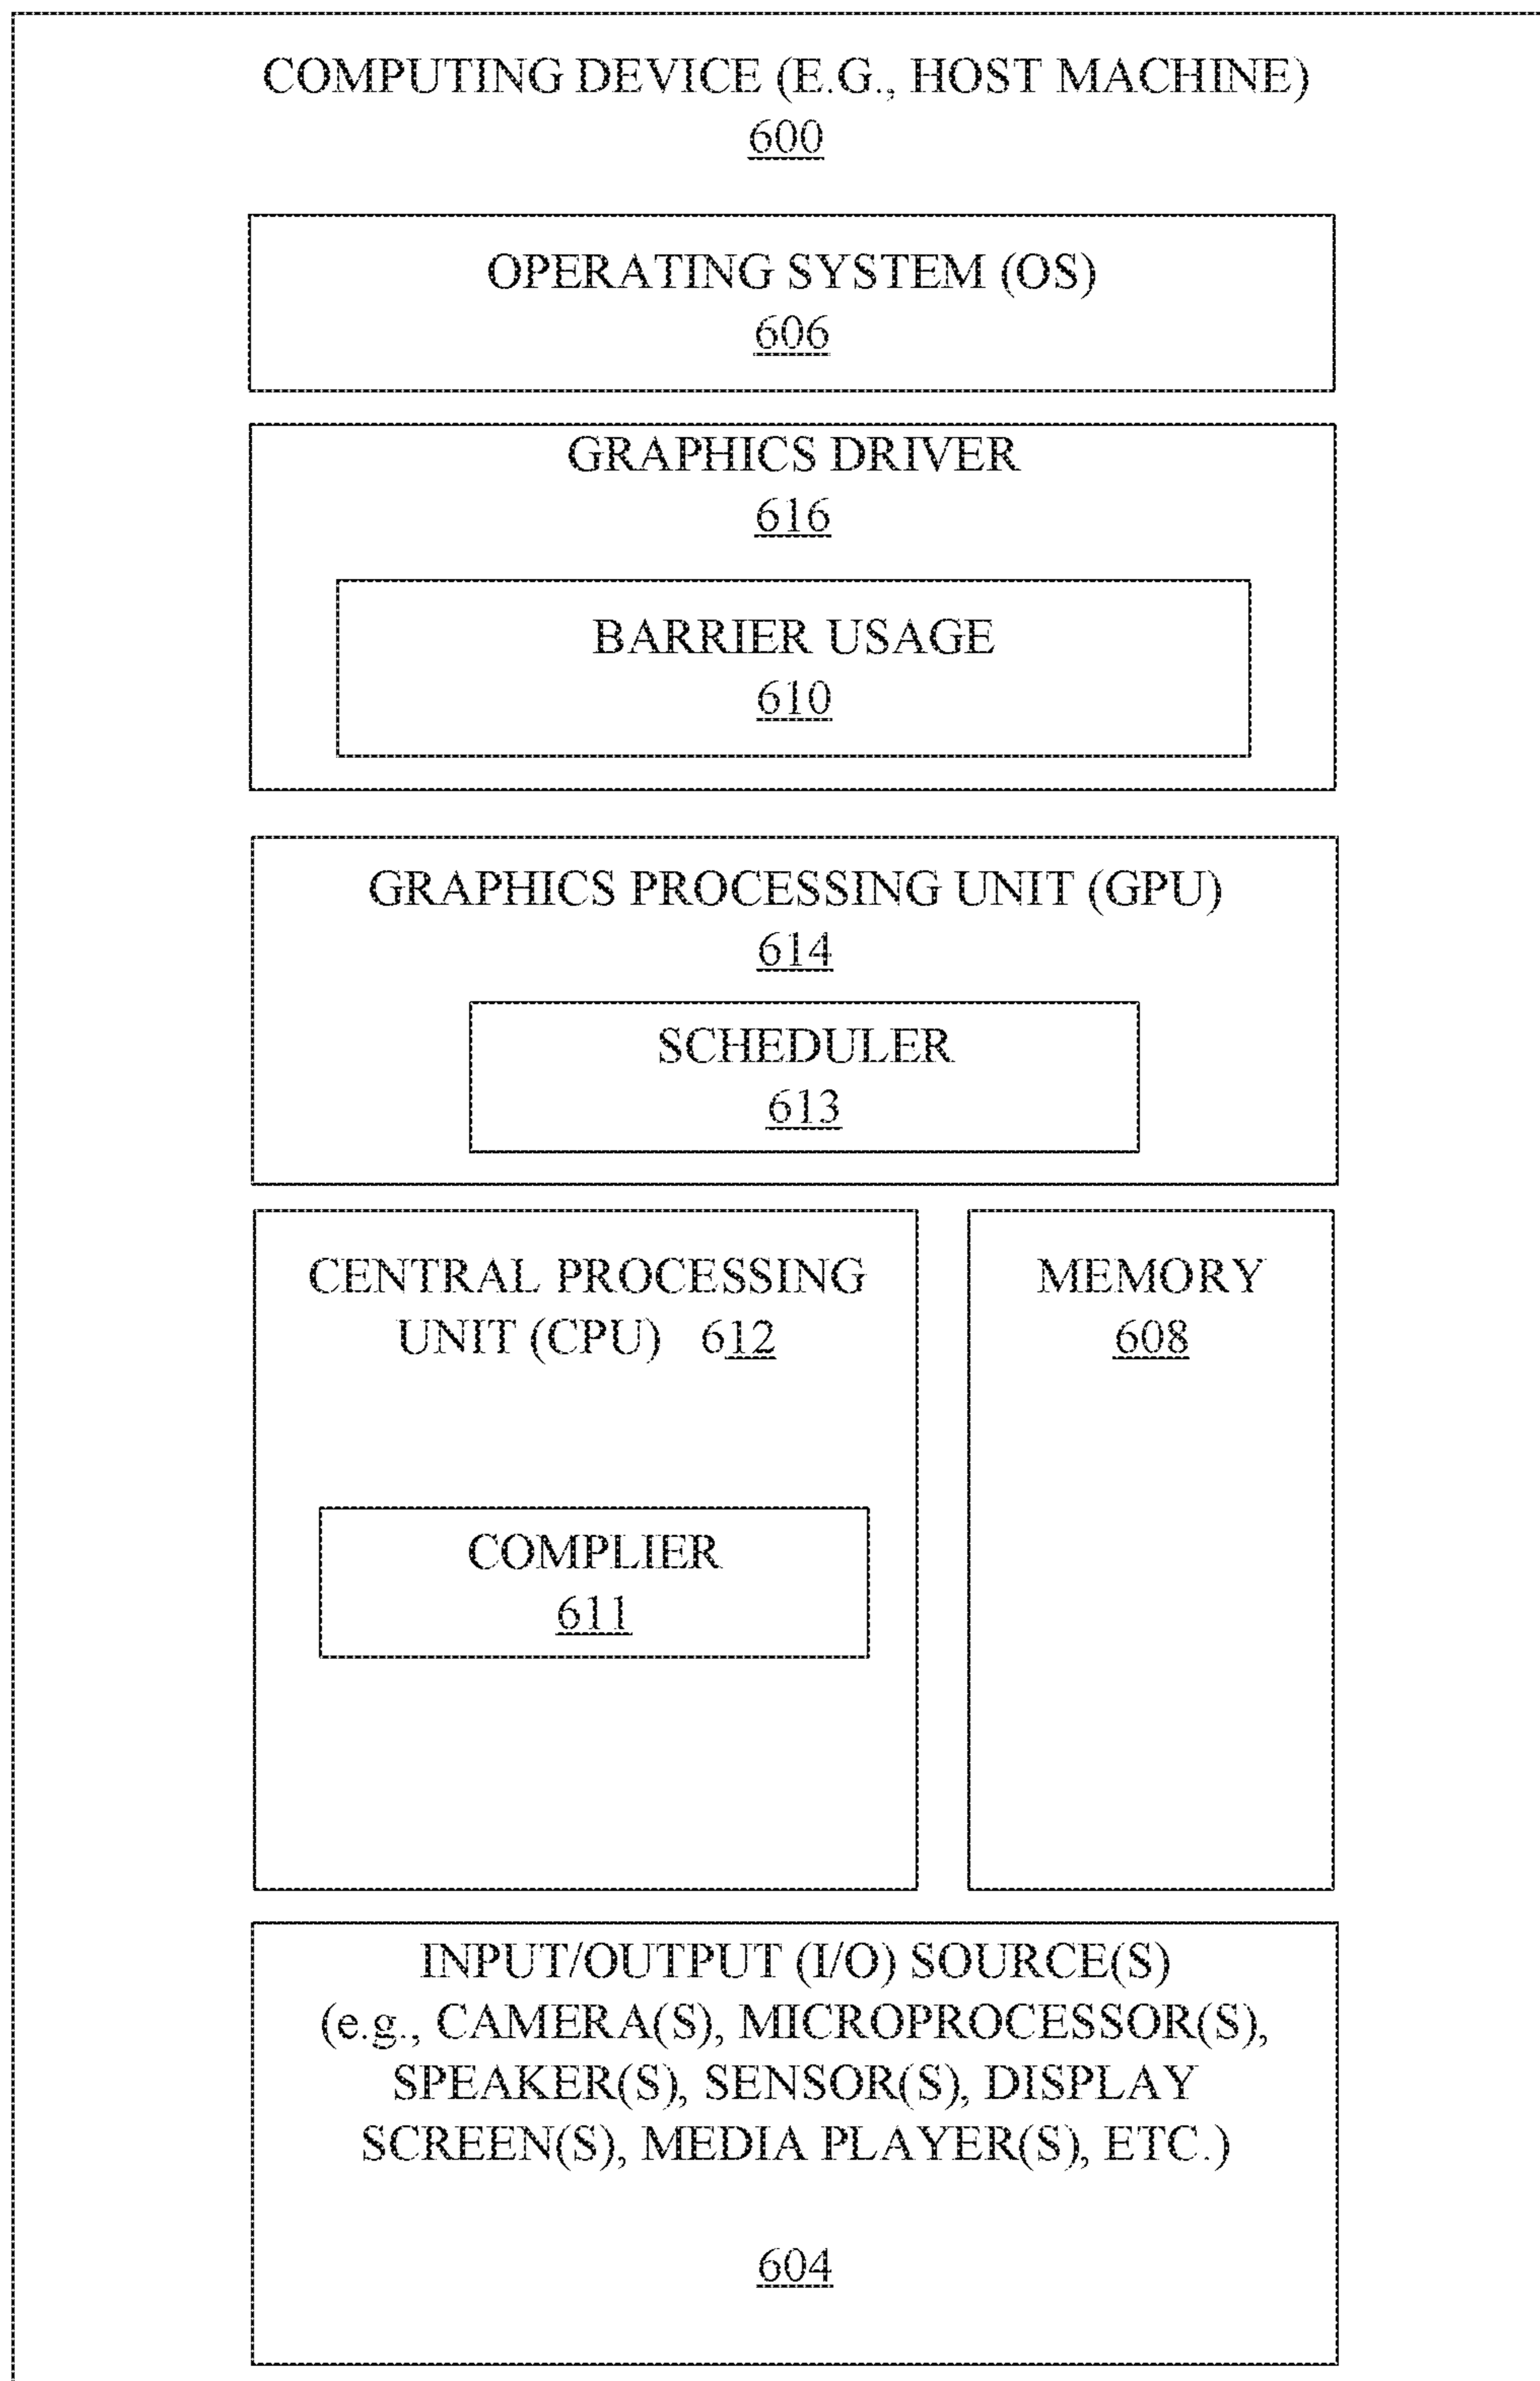 COMPUTING DEVICE (E.G., HOST MACHINE)
600
OPERATING SYSTEM (OS)
606
GRAPHICS DRIVER
616
BARRIER USAGE
610
GRAPHICS PROCESSING UNIT (GPU)
614
SCHEDULER
613
CENTRAL PROCESSING
UNIT (CPU) 612
COMPLIER
611
MEMORY
608
INPUT/OUTPUT (I/O) SOURCE(S)
(e.g., CAMERA(S), MICROPROCESSOR(S),
SPEAKER(S), SENSOR(S), DISPLAY
SCREEN(S), MEDIA PLAYER(S), ETC.)
604